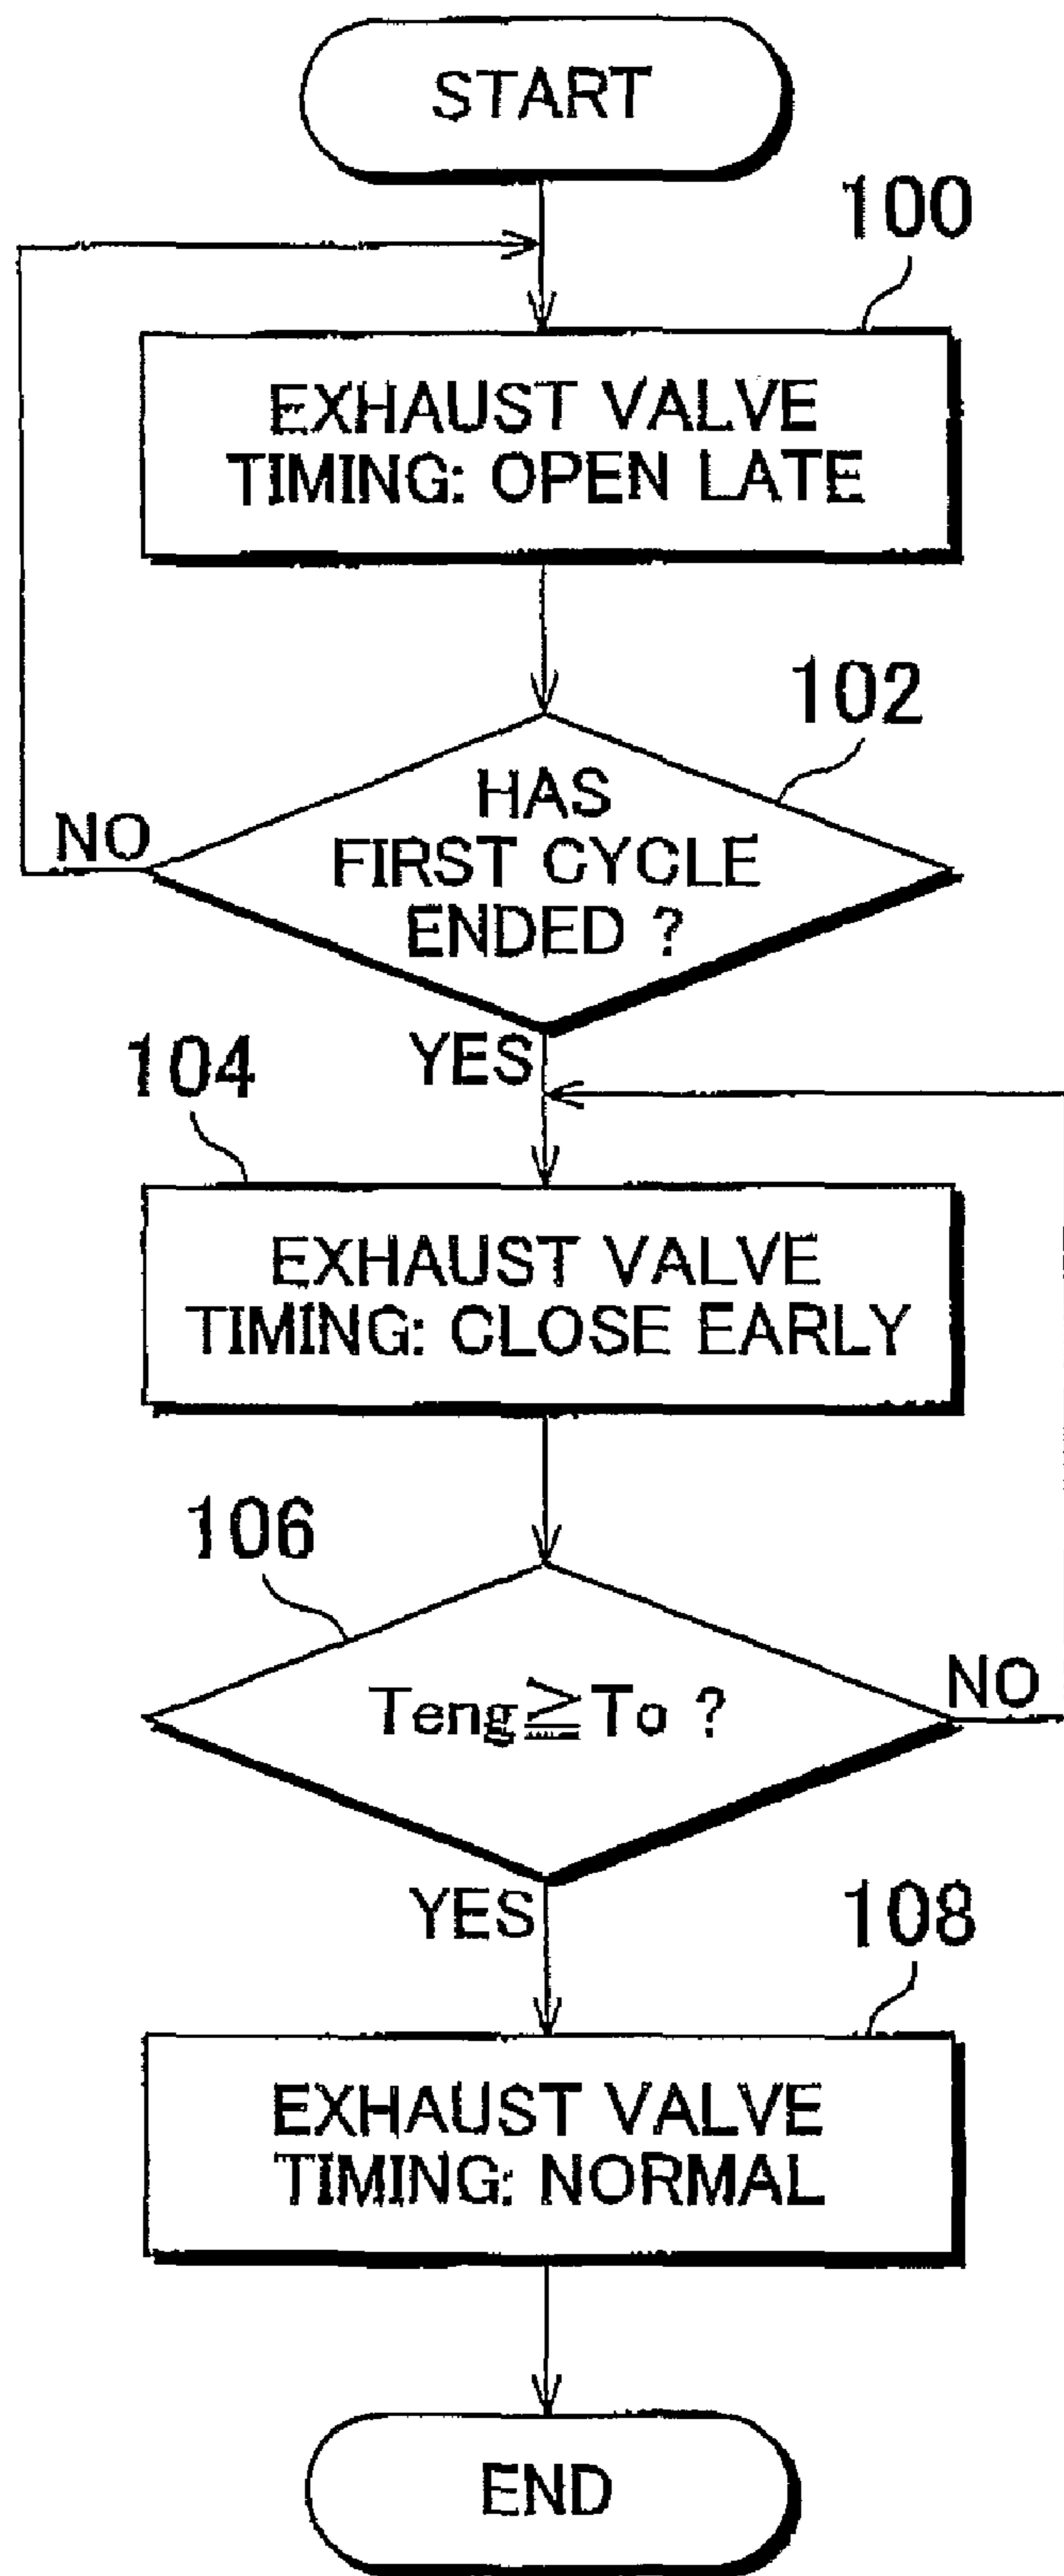 START
100
EXHAUST VALVE
TIMING: OPEN LATE
102
HAS
FIRST CYCLE
ENDED ?
NO
YES
104
EXHAUST VALVE
TIMING: CLOSE EARLY
106
Teng≧To ?
NO
YES
108
EXHAUST VALVE
TIMING: NORMAL
END